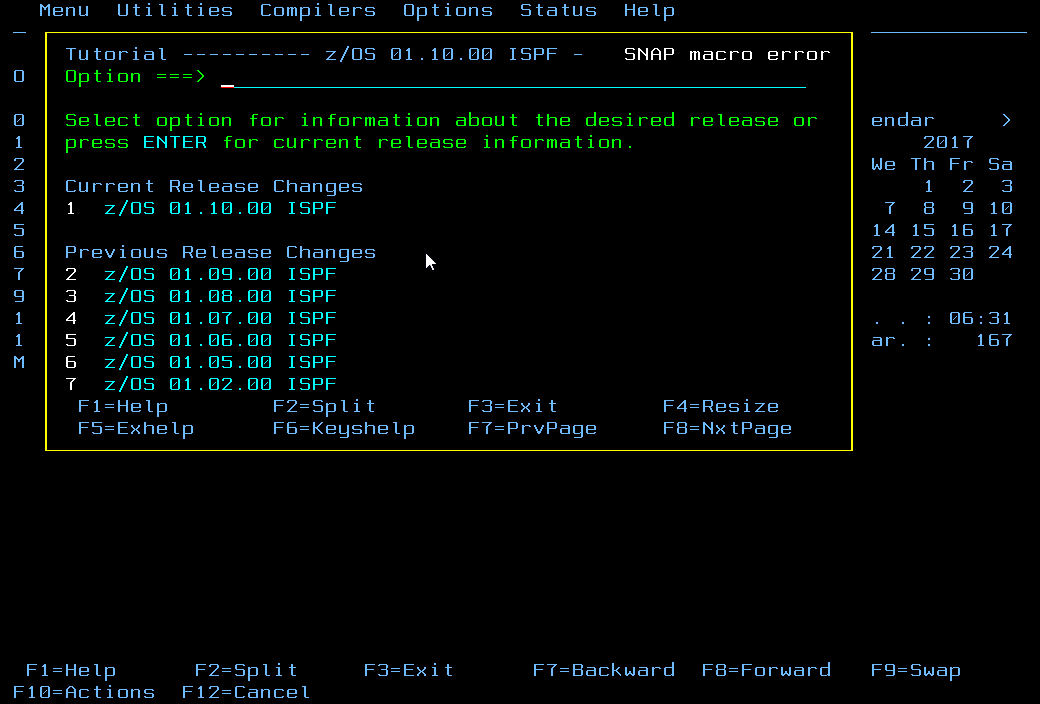 Menu  Utilities  Compilers  Options  Status  Help
Tutorial ---------- z/OS 01.10.00 ISPF -   SNAP macro error
O Option ===>
0 Select option for information about the desired release or endar >
1 press ENTER for current release information. 2017
2 We Th Fr Sa
3 Current Release Changes 1 2 3
4 1 z/OS 01.10.00 ISPF 7 8 9 10
5 14 15 16 17
6 Previous Release Changes 21 22 23 24
7 2 z/OS 01.09.00 ISPF 28 29 30
9 3 z/OS 01.08.00 ISPF
1 4 z/OS 01.07.00 ISPF . . : 06:31
1 5 z/OS 01.06.00 ISPF ar. : 167
M 6 z/OS 01.05.00 ISPF
7 z/OS 01.02.00 ISPF
F1=Help F2=Split F3=Exit F4=Resize
F5=Exhelp F6=Keyshelp F7=PrvPage F8=NxtPage
F1=Help F2=Split F3=Exit F7=Backward F8=Forward F9=Swap
F10=Actions F12=Cancel